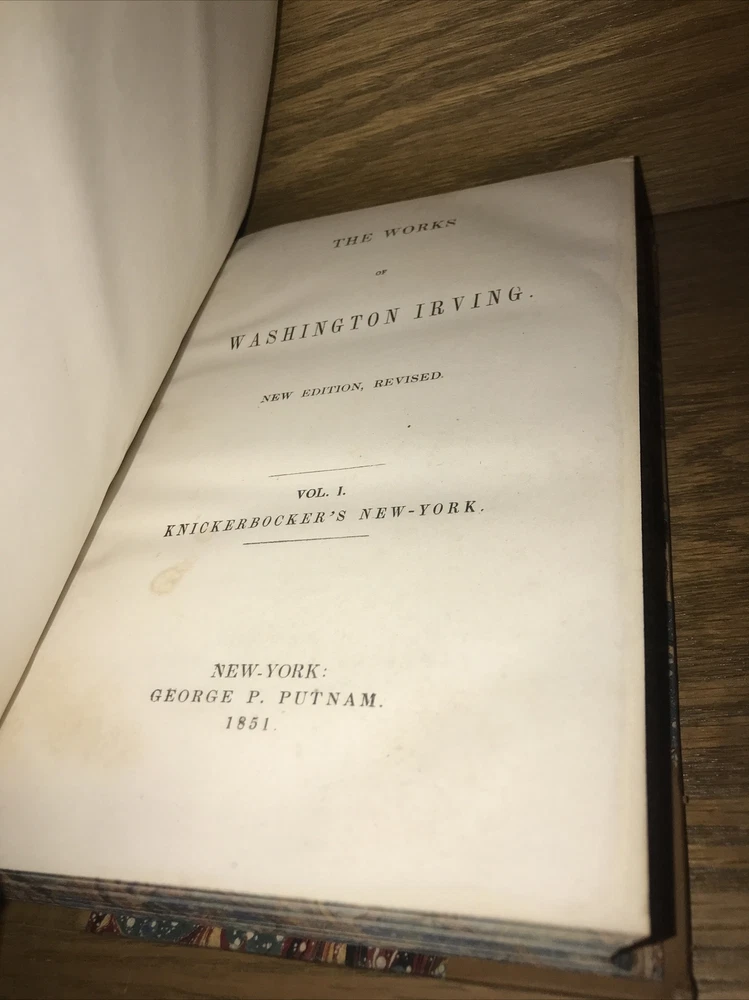 THE WORKS
OF
WASHINGTON IRVING.
NEW EDITION, REVISED.
VOL. I.
KNICKERBOCKER'S NEW-YORK.
NEW-YORK:
GEORGE P. PUTNAM.
1851.